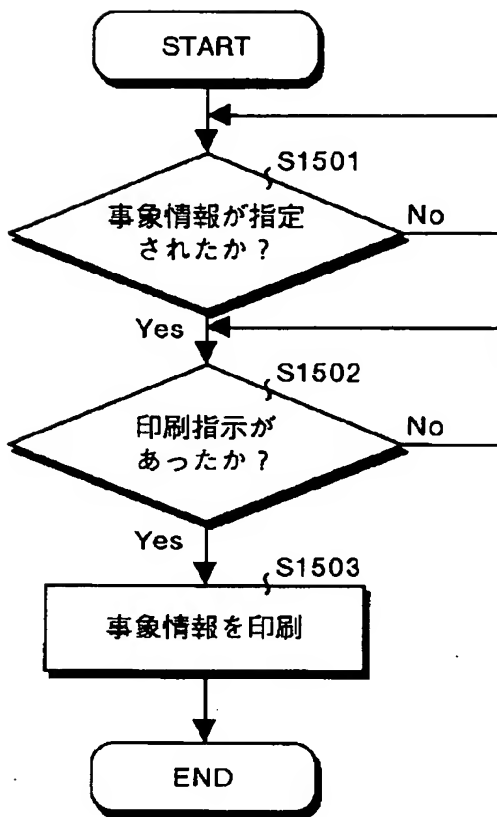 START
S1501
事象情報が指定
されたか？
No
Yes
S1502
印刷指示が
あったか？
No
Yes
S1503
事象情報を印刷
END